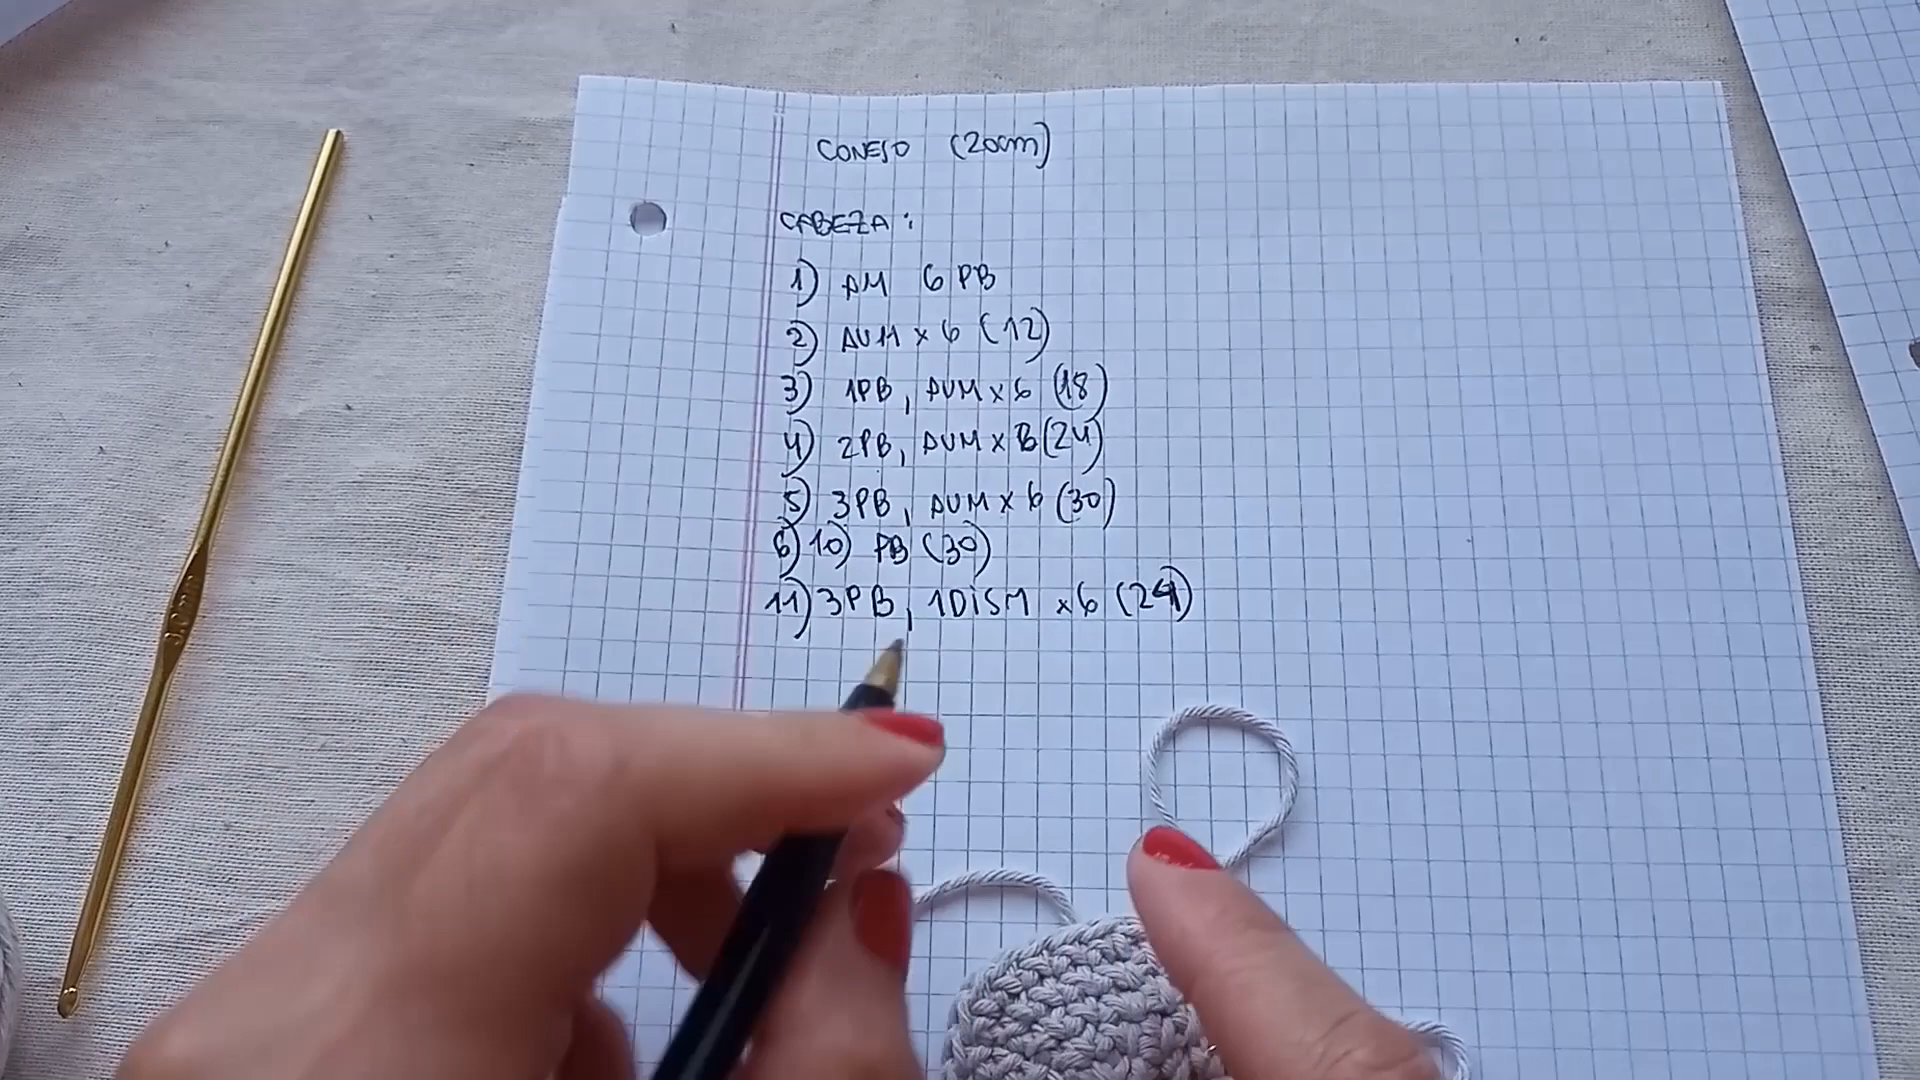 CONEJO (20cm)
CABEZA:
1) AM 6 PB
2) AUM x 6 (12)
3) 1PB, AUM x 6 (18)
4) 2PB, AUM x 6 (24)
5) 3PB, AUM x 6 (30)
6) 10) PB (30)
11) 3PB, 1DiSM x6 (24)